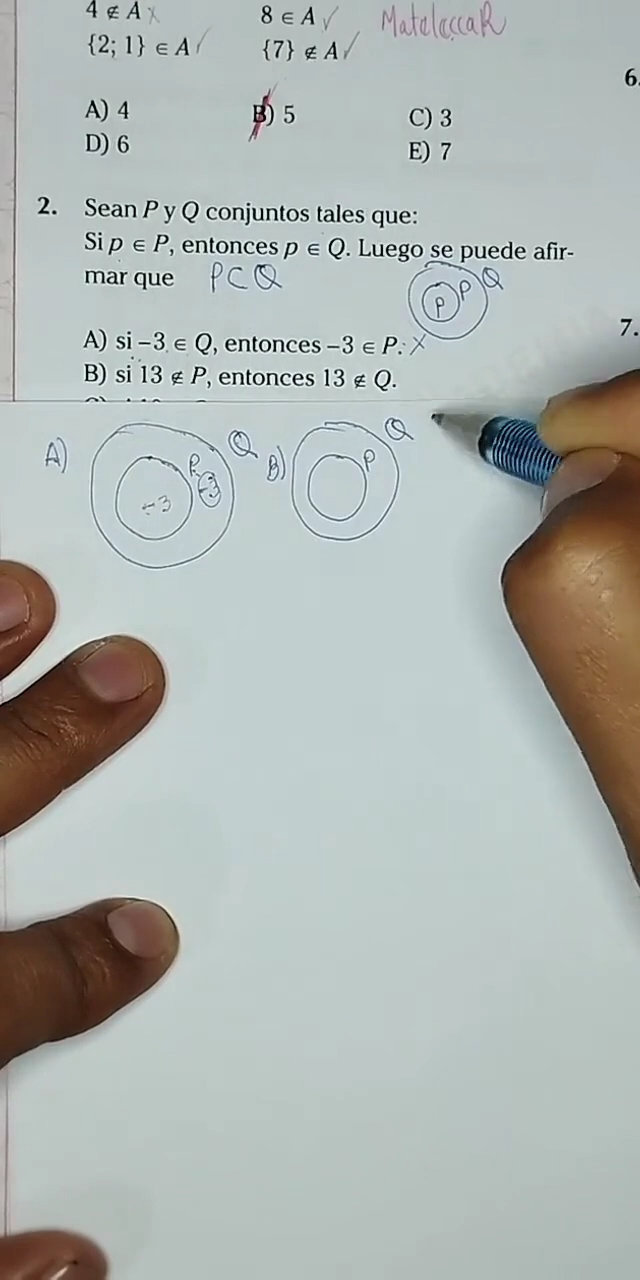 4 ∉ A X
8 ∈ A ✓
{2; 1} ∈ A ✓
{7} ∉ A ✓
A) 4
B) 5
C) 3
D) 6
E) 7
6.
2. Sean P y Q conjuntos tales que:
Si p ∈ P, entonces p ∈ Q. Luego se puede afir-
mar que P⊂Q
P P Q
7.
A) si −3 ∈ Q, entonces −3 ∈ P. X
B) si 13 ∉ P, entonces 13 ∉ Q.
A) -3 P -3 Q
B) P Q